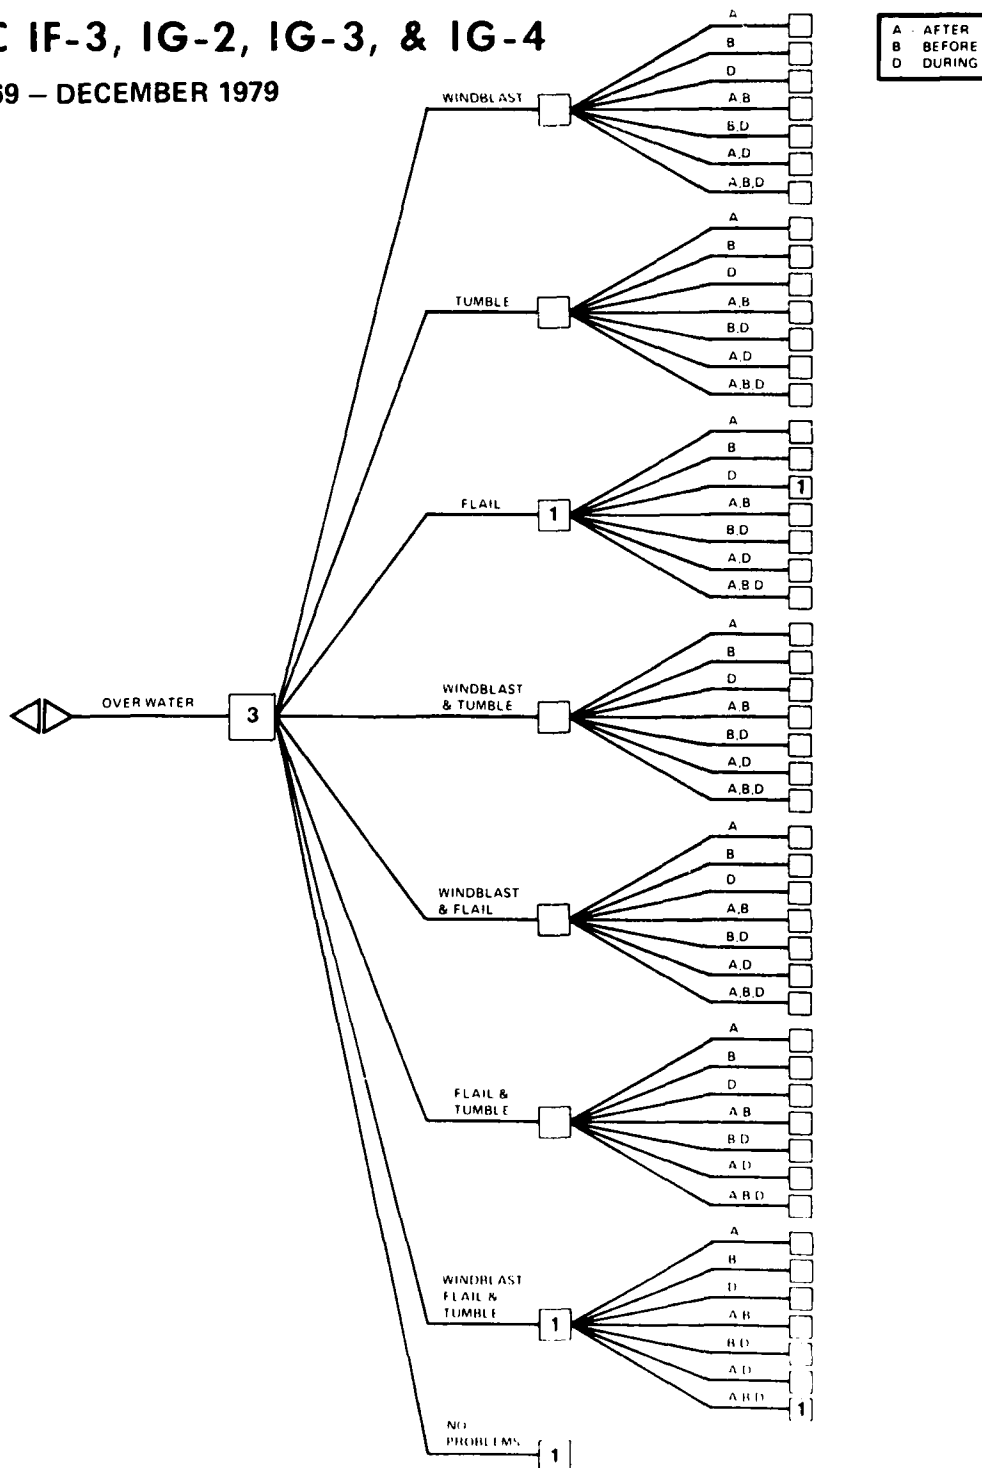 C IF-3, IG-2, IG-3, & IG-4
69 – DECEMBER 1979
A - AFTER
B BEFORE
D DURING
WINDBLAST
A
B
D
A,B
B,D
A,D
A,B,D
TUMBLE
A
B
D
A,B
B,D
A,D
A,B,D
FLAIL
1
A
B
D
1
A,B
B,D
A,D
A,B D
OVER WATER
3
WINDBLAST
& TUMBLE
A
B
D
A,B
B,D
A,D
A,B,D
WINDBLAST
& FLAIL
A
B
D
A,B
B,D
A,D
A,B,D
FLAIL &
TUMBLE
A
B
D
A B
B D
A D
A B D
WINDBLAST
FLAIL &
TUMBLE
1
A
B
D
A B
B D
A D
A B D
1
NO
PROBLEMS
1